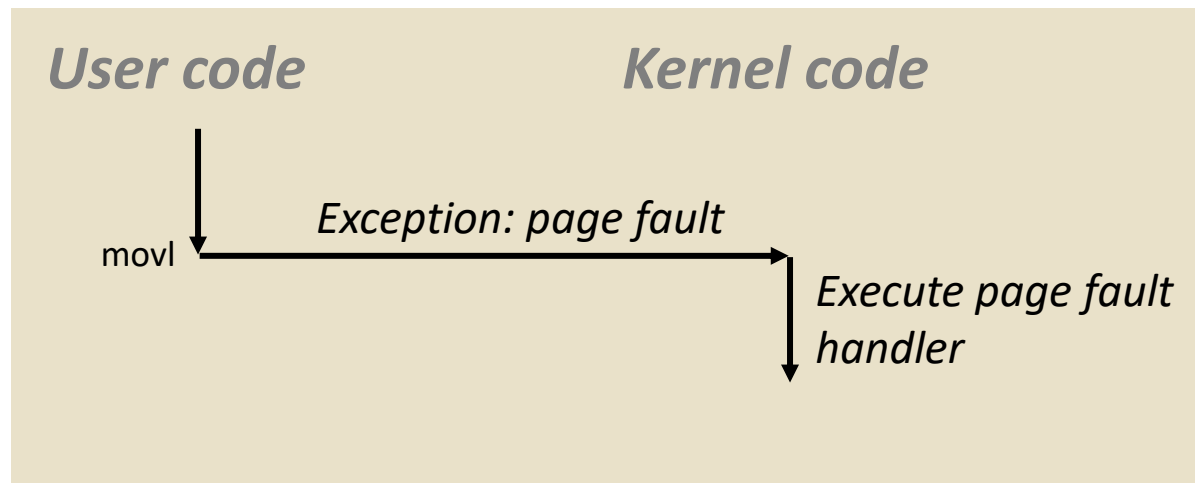 User code
Kernel code
Exception: page fault
movl
Execute page fault
handler